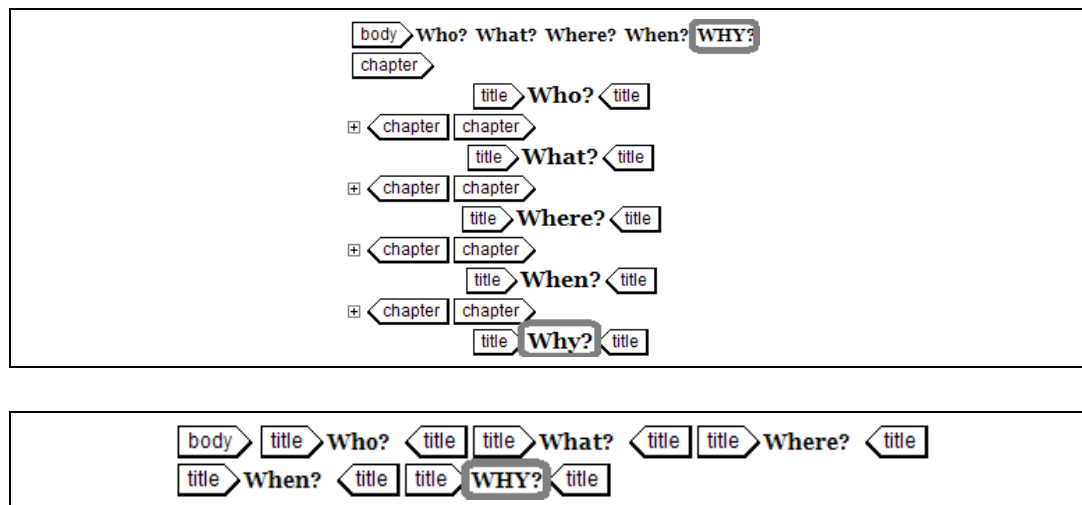 body Who? What? Where? When? WHY?
chapter
title Who? title
chapter chapter
title What? title
chapter chapter
title Where? title
chapter chapter
title When? title
chapter chapter
title Why? title
body title Who? title title What? title title Where? title
title When? title title WHY? title